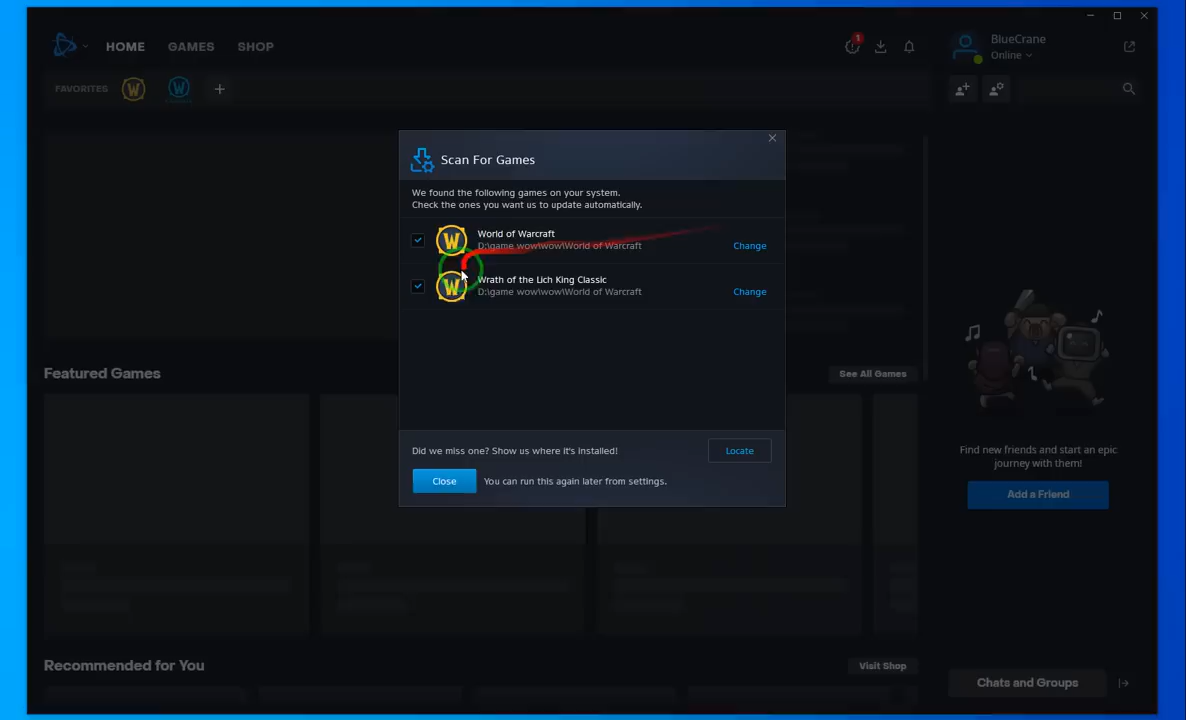 HOME GAMES SHOP
1
BlueCrane
Online
FAVORITES
Scan For Games
We found the following games on your system.
Check the ones you want us to update automatically.
World of Warcraft
D:\game wow\wow\World of Warcraft
Change
Wrath of the Lich King Classic
D:\game wow\wow\World of Warcraft
Change
Featured Games
See All Games
Did we miss one? Show us where it's installed!
Locate
Close
You can run this again later from settings.
Find new friends and start an epic
journey with them!
Add a Friend
Recommended for You
Visit Shop
Chats and Groups